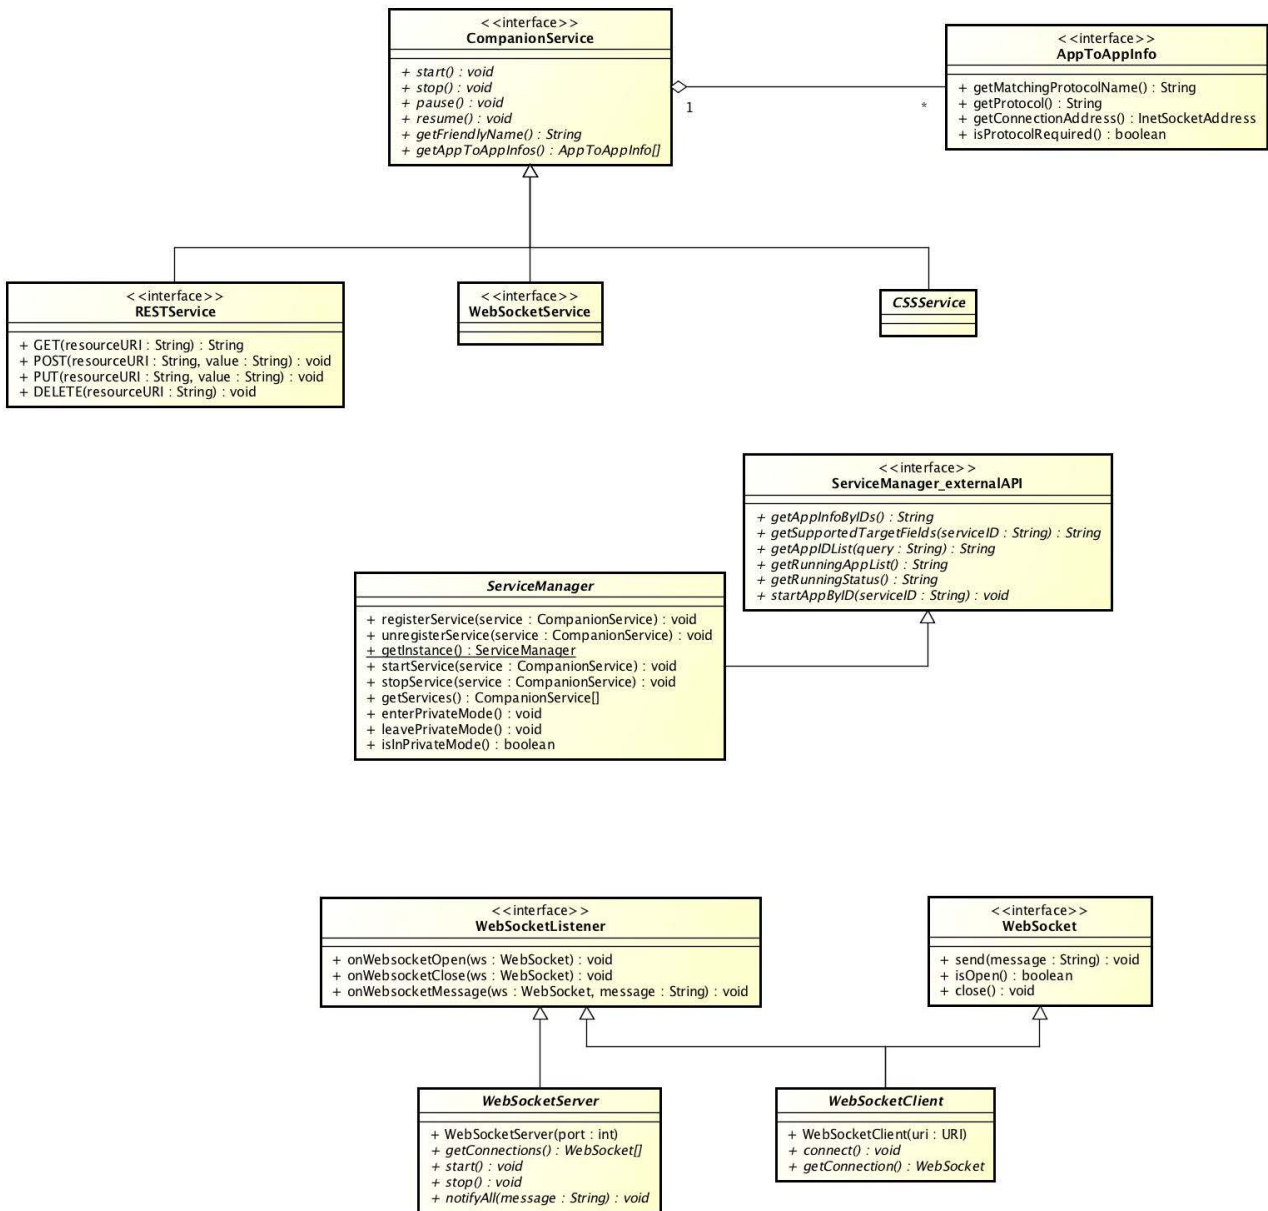 <<interface>>
CompanionService
+ start() : void
+ stop() : void
+ pause() : void
+ resume() : void
+ getFriendlyName() : String
+ getAppToAppInfos() : AppToAppInfo[]
1
*
<<interface>>
AppToAppInfo
+ getMatchingProtocolName() : String
+ getProtocol() : String
+ getConnectionAddress() : InetSocketAddress
+ isProtocolRequired() : boolean
<<interface>>
RESTService
+ GET(resourceURI : String) : String
+ POST(resourceURI : String, value : String) : void
+ PUT(resourceURI : String, value : String) : void
+ DELETE(resourceURI : String) : void
<<interface>>
WebSocketService
CSSService
<<interface>>
ServiceManager_externalAPI
+ getAppInfoByIDs() : String
+ getSupportedTargetFields(serviceID : String) : String
+ getAppIDList(query : String) : String
+ getRunningAppList() : String
+ getRunningStatus() : String
+ startAppByID(serviceID : String) : void
ServiceManager
+ registerService(service : CompanionService) : void
+ unregisterService(service : CompanionService) : void
+ getInstance() : ServiceManager
+ startService(service : CompanionService) : void
+ stopService(service : CompanionService) : void
+ getServices() : CompanionService[]
+ enterPrivateMode() : void
+ leavePrivateMode() : void
+ isInPrivateMode() : boolean
<<interface>>
WebSocketListener
+ onWebsocketOpen(ws : WebSocket) : void
+ onWebsocketClose(ws : WebSocket) : void
+ onWebsocketMessage(ws : WebSocket, message : String) : void
<<interface>>
WebSocket
+ send(message : String) : void
+ isOpen() : boolean
+ close() : void
WebSocketServer
+ WebSocketServer(port : int)
+ getConnections() : WebSocket[]
+ start() : void
+ stop() : void
+ notifyAll(message : String) : void
WebSocketClient
+ WebSocketClient(uri : URI)
+ connect() : void
+ getConnection() : WebSocket